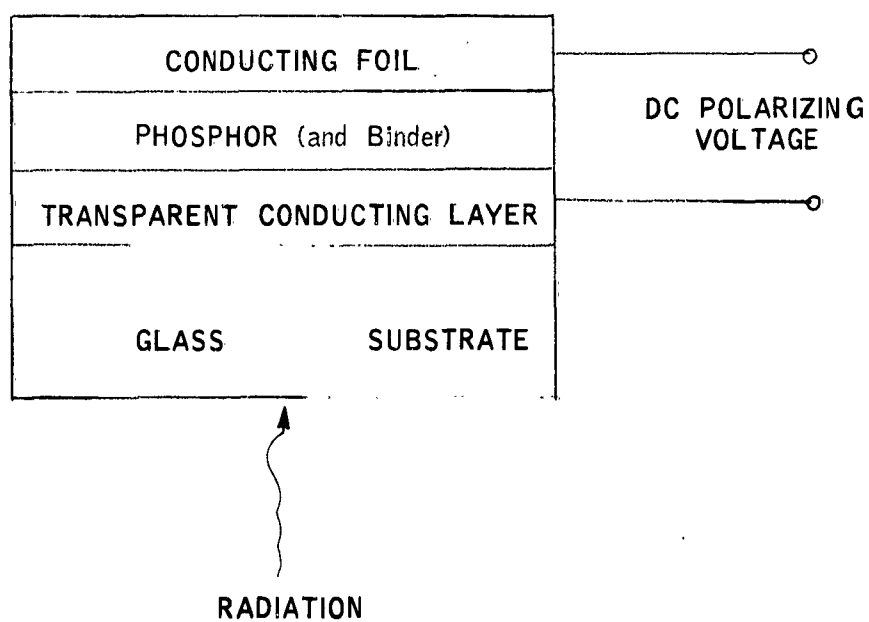 CONDUCTING FOIL
PHOSPHOR (and Binder)
DC POLARIZING
VOLTAGE
TRANSPARENT CONDUCTING LAYER
GLASS SUBSTRATE
RADIATION